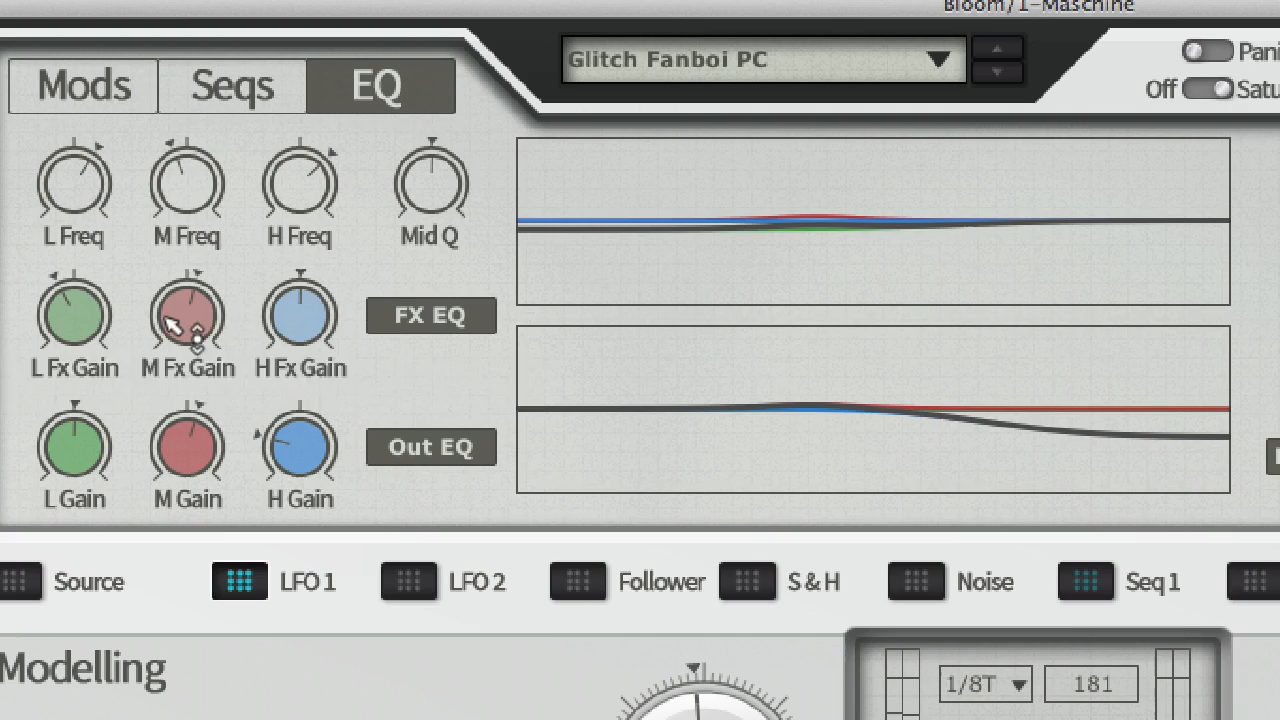 Bloom/1-Maschine
Glitch Fanboi PC
Mods Seqs EQ
Off
L Freq M Freq H Freq Mid Q
FX EQ
L Fx Gain M Fx Gain H Fx Gain
Out EQ
L Gain M Gain H Gain
Source LFO 1 LFO 2 Follower S & H Noise Seq 1
Modelling
1/8T 181